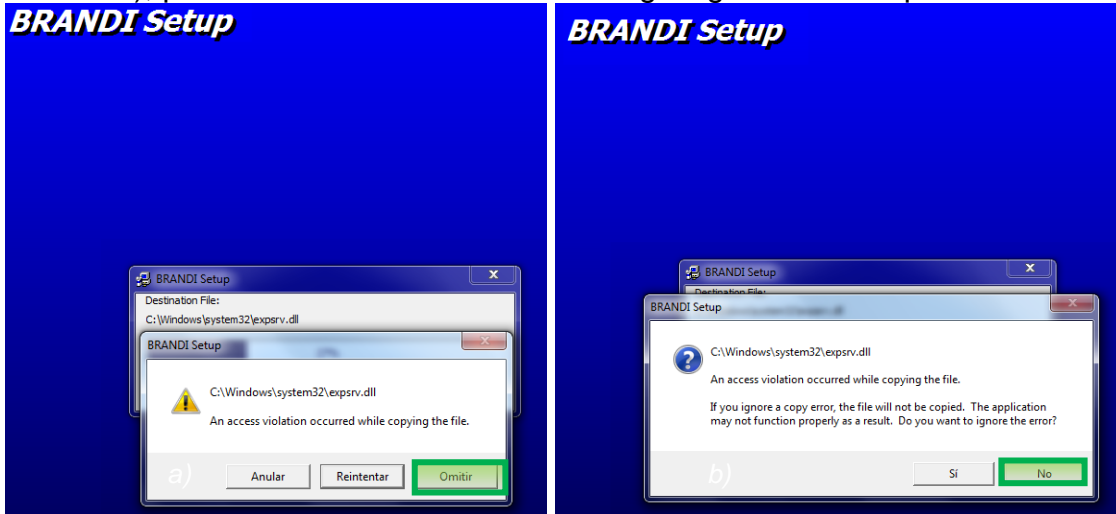 BRANDI Setup
BRANDI Setup
Destination File:
C:\Windows\system32\expsrv.dll
BRANDI Setup
C:\Windows\system32\expsrv.dll
An access violation occurred while copying the file.
a)
Anular
Reintentar
Omitir
BRANDI Setup
BRANDI Setup
Destination File:
BRANDI Setup
C:\Windows\system32\expsrv.dll
An access violation occurred while copying the file.
If you ignore a copy error, the file will not be copied.  The application
may not function properly as a result.  Do you want to ignore the error?
b)
Sí
No